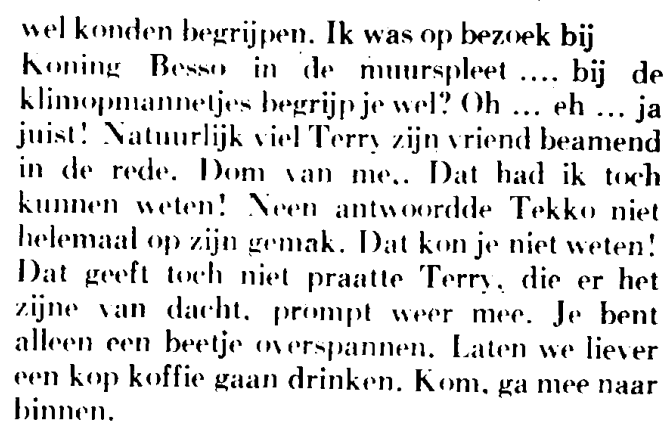 wel konden begrijpen. Ik was op bezoek bij
Koning Besso in de muurspleet .... bij de
klimopmannetjes begrijp je wel? Oh ... eh ... ja
juist! Natuurlijk viel Terry zijn vriend beamend
in de rede. Dom van me.. Dat had ik toch
kunnen weten! Neen antwoordde Tekko niet
helemaal op zijn gemak. Dat kon je niet weten!
Dat geeft toch niet praatte Terry, die er het
zijne van dacht, prompt weer mee. Je bent
alleen een beetje overspannen. Laten we liever
een kop koffie gaan drinken. Kom, ga mee naar
binnen.